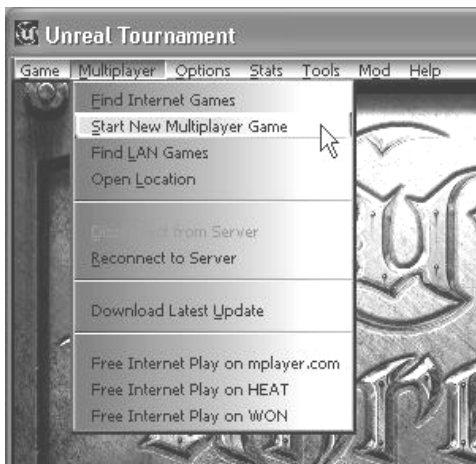 Unreal Tournament
Game Multiplayer Options Stats Tools Mod Help
Find Internet Games
Start New Multiplayer Game
Find LAN Games
Open Location
Disconnect from Server
Reconnect to Server
Download Latest Update
Free Internet Play on mplayer.com
Free Internet Play on HEAT
Free Internet Play on WON